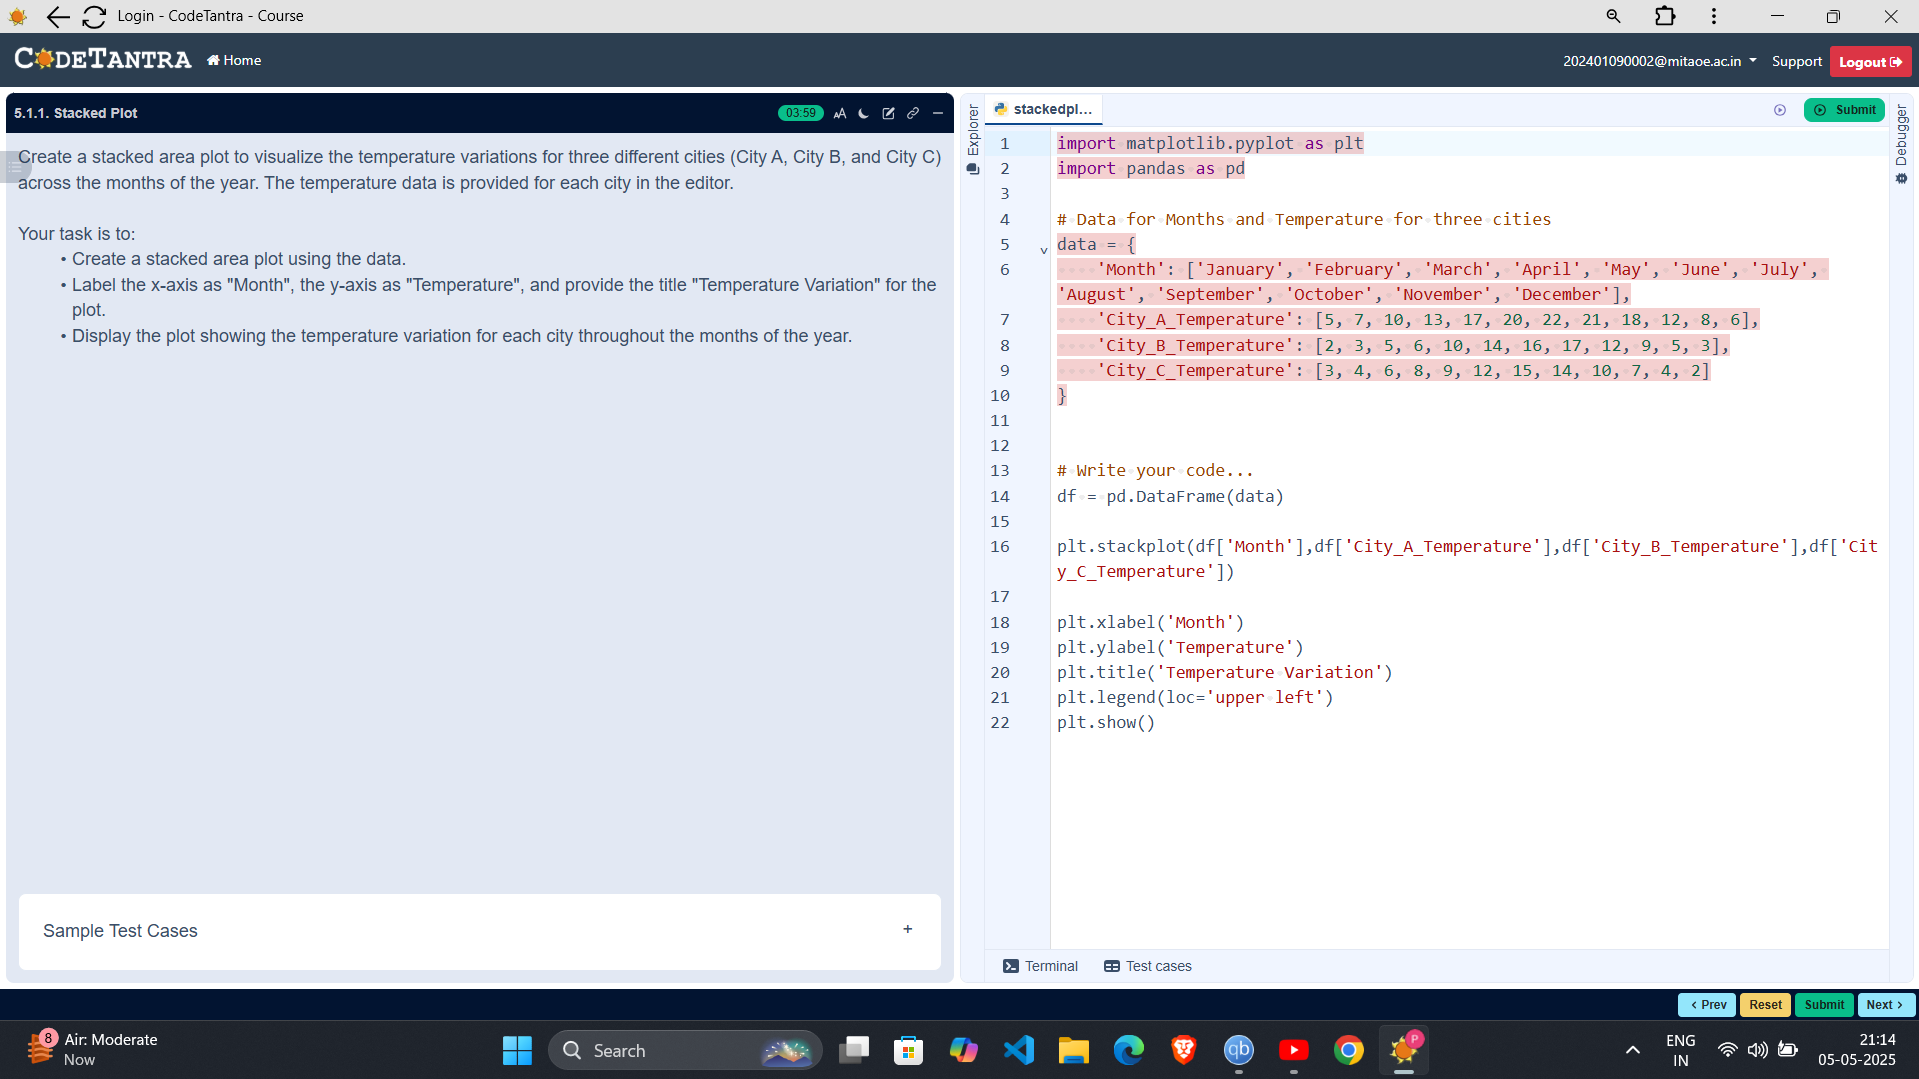 Login - CodeTantra - Course
CODETANTRA
Home
202401090002@mitaoe.ac.in
Support
Logout
5.1.1. Stacked Plot
03:59
Create a stacked area plot to visualize the temperature variations for three different cities (City A, City B, and City C)
across the months of the year. The temperature data is provided for each city in the editor.
Your task is to:
• Create a stacked area plot using the data.
• Label the x-axis as "Month", the y-axis as "Temperature", and provide the title "Temperature Variation" for the
plot.
• Display the plot showing the temperature variation for each city throughout the months of the year.
Sample Test Cases
+
Explorer
stackedpl...
Submit
Debugger
1 import matplotlib.pyplot as plt
2 import pandas as pd
3
4 # Data for Months and Temperature for three cities
5 data = {
6     'Month': ['January', 'February', 'March', 'April', 'May', 'June', 'July',
'August', 'September', 'October', 'November', 'December'],
7     'City_A_Temperature': [5, 7, 10, 13, 17, 20, 22, 21, 18, 12, 8, 6],
8     'City_B_Temperature': [2, 3, 5, 6, 10, 14, 16, 17, 12, 9, 5, 3],
9     'City_C_Temperature': [3, 4, 6, 8, 9, 12, 15, 14, 10, 7, 4, 2]
10 }
11
12
13 # Write your code...
14 df = pd.DataFrame(data)
15
16 plt.stackplot(df['Month'],df['City_A_Temperature'],df['City_B_Temperature'],df['Cit
y_C_Temperature'])
17
18 plt.xlabel('Month')
19 plt.ylabel('Temperature')
20 plt.title('Temperature Variation')
21 plt.legend(loc='upper left')
22 plt.show()
Terminal
Test cases
< Prev
Reset
Submit
Next >
8
Air: Moderate
Now
Search
qb
P
ENG
IN
21:14
05-05-2025